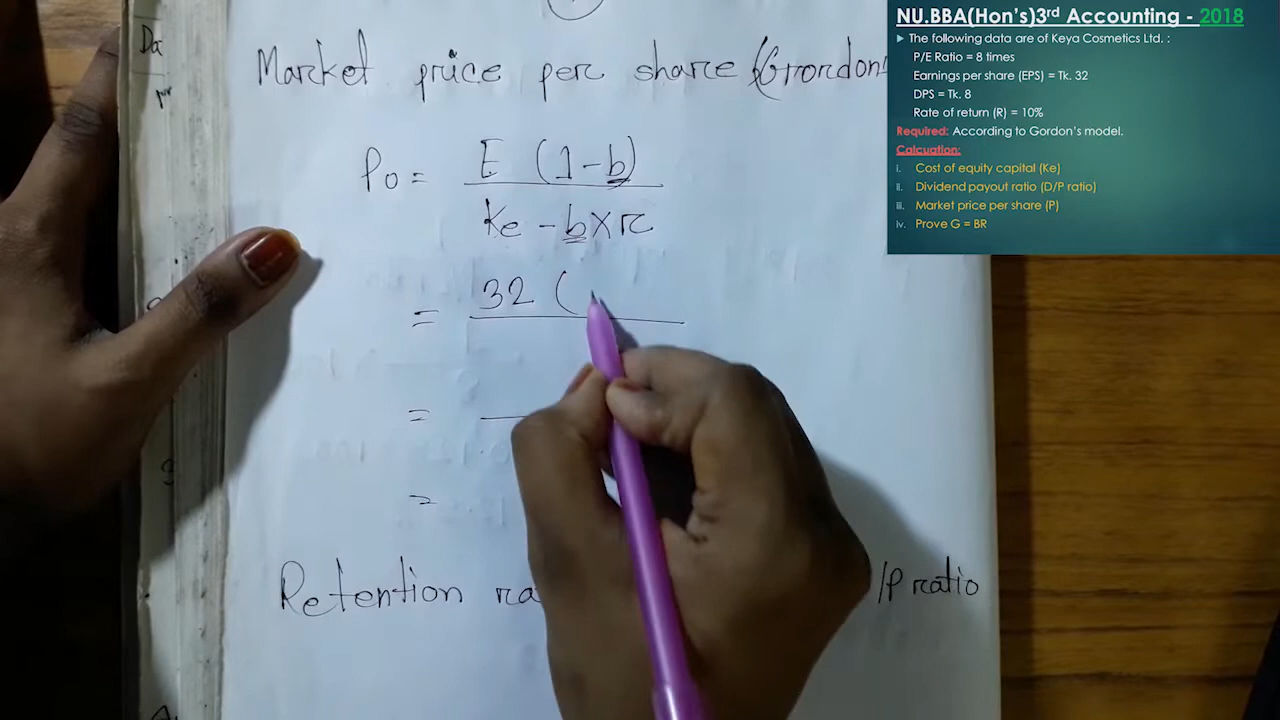 NU.BBA(Hon's)3rd Accounting - 2018
The following data are of Keya Cosmetics Ltd. :
P/E Ratio = 8 times
Earnings per share (EPS) = Tk. 32
DPS = Tk. 8
Rate of return (R) = 10%
Required: According to Gordon's model.
Calcuation:
i. Cost of equity capital (Ke)
ii. Dividend payout ratio (D/P ratio)
iii. Market price per share (P)
iv. Prove G = BR
Da
Market price per share (Grordon's
P0 = E (1-b)
Ke - b×r
= 32 (
=
=
Retention /P ratio